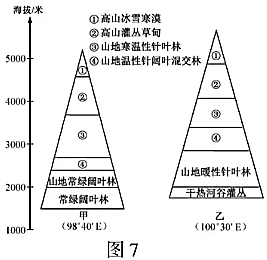 海拔/米
①高山冰雪寒漠
②高山灌丛草甸
③山地寒温性针叶林
④山地温性针阔叶混交林
5000
4000
3000
2000
1000
①
②
③
④
山地常绿阔叶林
常绿阔叶林
甲
(98°40′E)
①
②
③
④
山地暖性针叶林
干热河谷灌丛
乙
(100°30′E)
图7